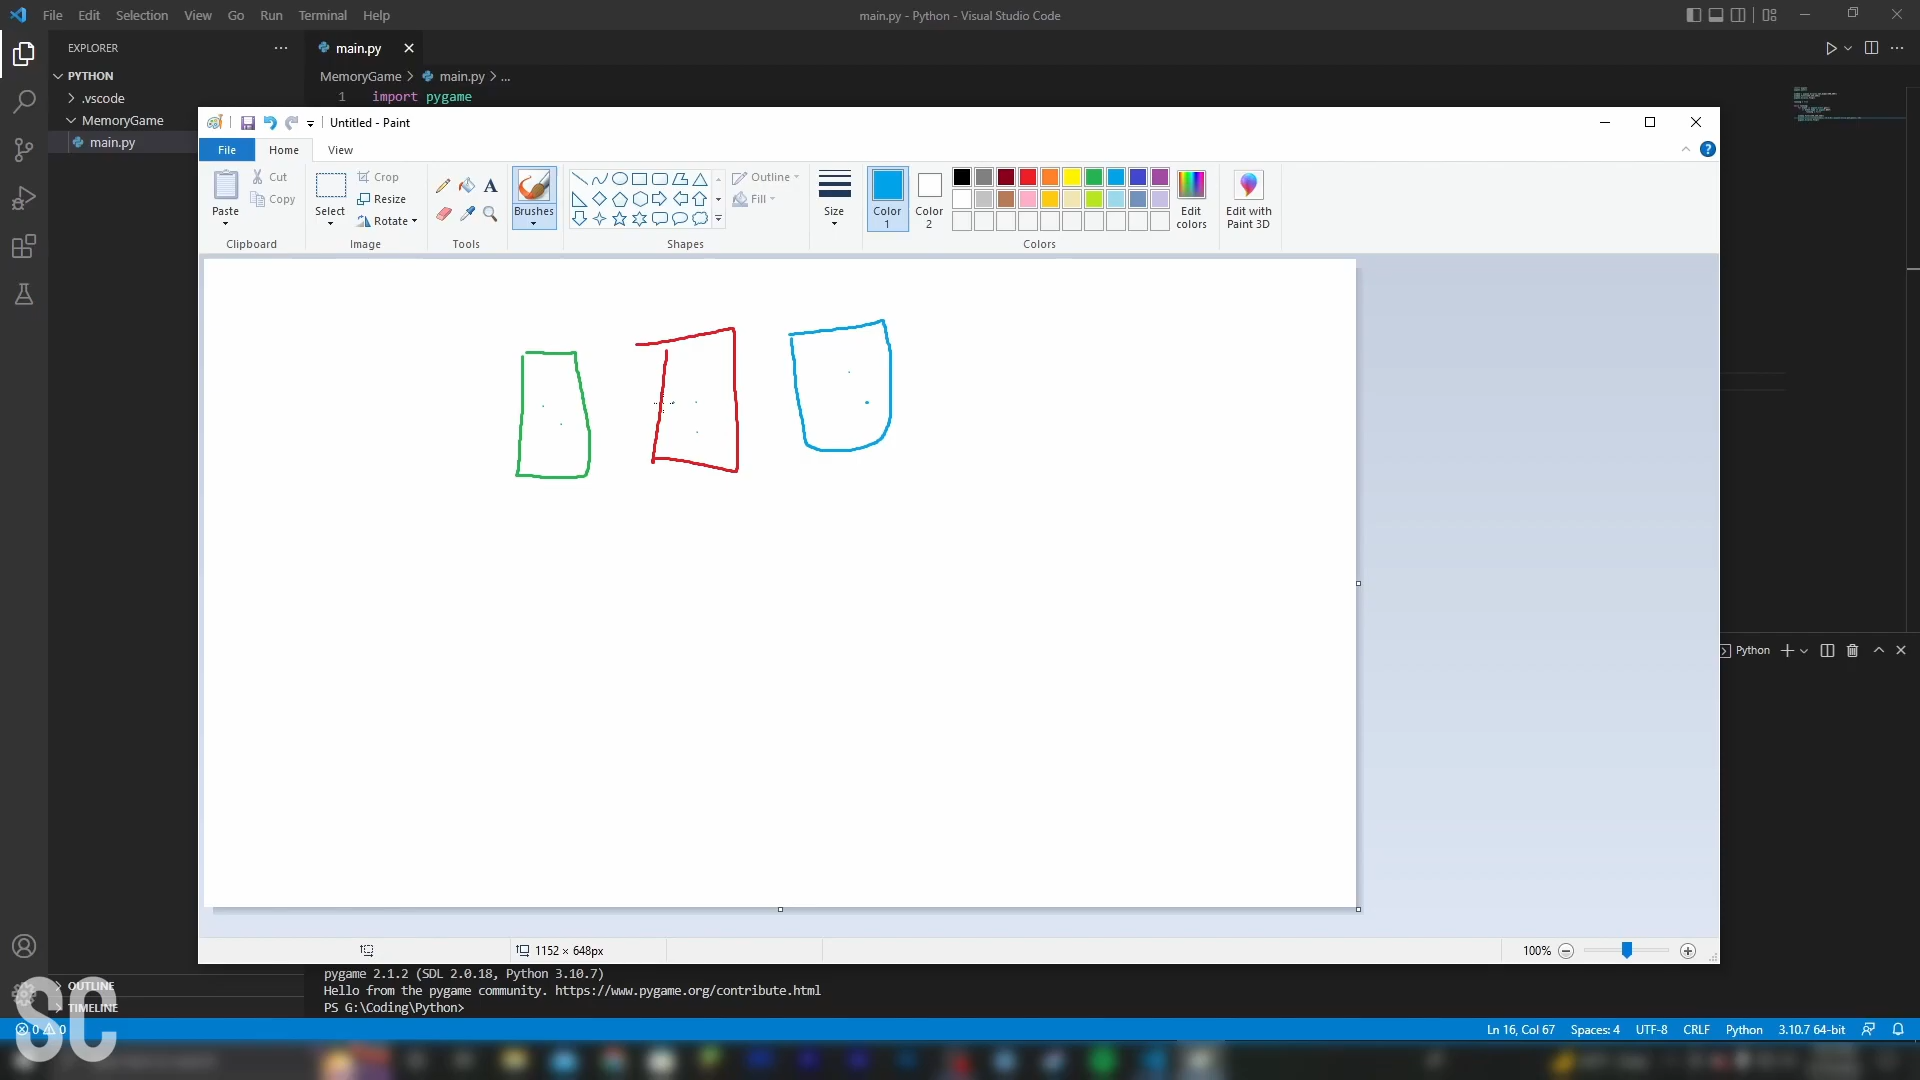 File Edit Selection View Go Run Terminal Help
main.py - Python - Visual Studio Code
EXPLORER
main.py
PYTHON
MemoryGame > main.py > ...
.vscode
1 import pygame
MemoryGame
main.py
Untitled - Paint
File Home View
Paste
Cut
Copy
Clipboard
Select
Crop
Resize
Rotate
Image
A
Tools
Brushes
Outline
Fill
Shapes
Size
Color 1
Color 2
Edit colors
Colors
Edit with Paint 3D
Python
1152 × 648px
100%
pygame 2.1.2 (SDL 2.0.18, Python 3.10.7)
Hello from the pygame community. https://www.pygame.org/contribute.html
PS G:\Coding\Python>
OUTLINE
TIMELINE
SC
0 0
Ln 16, Col 67 Spaces: 4 UTF-8 CRLF Python 3.10.7 64-bit